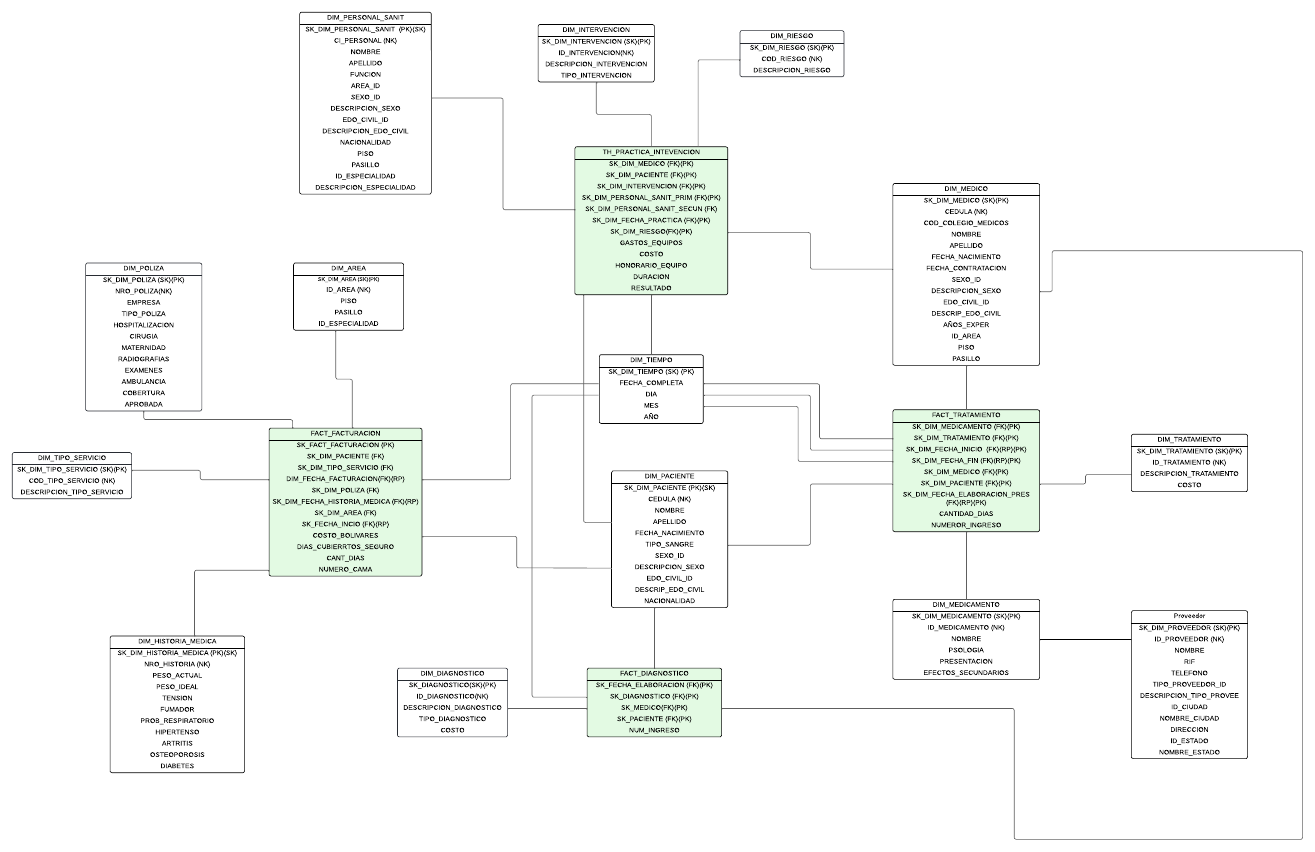 DIM_PERSONAL_SANIT
SK_DIM_PERSONAL_SANIT (PK)(SK)
CI_PERSONAL (NK)
NOMBRE
APELLIDO
FUNCION
AREA_ID
SEXO_ID
DESCRIPCION_SEXO
EDO_CIVIL_ID
DESCRIPCION_EDO_CIVIL
NACIONALIDAD
PISO
PASILLO
ID_ESPECIALIDAD
DESCRIPCION_ESPECIALIDAD
DIM_INTERVENCION
SK_DIM_INTERVENCION (SK)(PK)
ID_INTERVENCION(NK)
DESCRIPCION_INTERVENCION
TIPO_INTERVENCION
DIM_RIESGO
SK_DIM_RIESGO (SK)(PK)
COD_RIESGO (NK)
DESCRIPCION_RIESGO
TH_PRACTICA_INTEVENCION
SK_DIM_MEDICO (FK)(PK)
SK_DIM_PACIENTE (FK)(PK)
SK_DIM_INTERVENCION (FK)(PK)
SK_DIM_PERSONAL_SANIT_PRIM (FK)(PK)
SK_DIM_PERSONAL_SANIT_SECUN (FK)
SK_DIM_FECHA_PRACTICA (FK)(PK)
SK_DIM_RIESGO(FK)(PK)
GASTOS_EQUIPOS
COSTO
HONORARIO_EQUIPO
DURACION
RESULTADO
DIM_MEDICO
SK_DIM_MEDICO (SK)(PK)
CEDULA (NK)
COD_COLEGIO_MEDICOS
NOMBRE
APELLIDO
FECHA_NACIMIENTO
FECHA_CONTRATACION
SEXO_ID
DESCRIPCION_SEXO
EDO_CIVIL_ID
DESCRIP_EDO_CIVIL
AÑOS_EXPER
ID_AREA
PISO
PASILLO
DIM_POLIZA
SK_DIM_POLIZA (SK)(PK)
NRO_POLIZA(NK)
EMPRESA
TIPO_POLIZA
HOSPITALIZACION
CIRUGIA
MATERNIDAD
RADIOGRAFIAS
EXAMENES
AMBULANCIA
COBERTURA
APROBADA
DIM_AREA
SK_DIM_AREA (SK)(PK)
ID_AREA (NK)
PISO
PASILLO
ID_ESPECIALIDAD
DIM_TIEMPO
SK_DIM_TIEMPO (SK) (PK)
FECHA_COMPLETA
DIA
MES
AÑO
FACT_FACTURACION
SK_FACT_FACTURACION (PK)
SK_DIM_PACIENTE (FK)
SK_DIM_TIPO_SERVICIO (FK)
DIM_FECHA_FACTURACION(FK)(RP)
SK_DIM_POLIZA (FK)
SK_DIM_FECHA_HISTORIA_MEDICA (FK)(RP)
SK_DIM_AREA (FK)
SK_FECHA_INCIO (FK)(RP)
COSTO_BOLIVARES
DIAS_CUBIERRTOS_SEGURO
CANT_DIAS
NUMERO_CAMA
DIM_TIPO_SERVICIO
SK_DIM_TIPO_SERVICIO (SK)(PK)
COD_TIPO_SERVICIO (NK)
DESCRIPCION_TIPO_SERVICIO
FACT_TRATAMIENTO
SK_DIM_MEDICAMENTO (FK)(PK)
SK_DIM_TRATAMIENTO (FK)(PK)
SK_DIM_FECHA_INICIO (FK)(RP)(PK)
SK_DIM_FECHA_FIN (FK)(RP)(PK)
SK_DIM_MEDICO (FK)(PK)
SK_DIM_PACIENTE (FK)(PK)
SK_DIM_FECHA_ELABORACION_PRES
(FK)(RP)(PK)
CANTIDAD_DIAS
NUMEROR_INGRESO
DIM_TRATAMIENTO
SK_DIM_TRATAMIENTO (SK)(PK)
ID_TRATAMIENTO (NK)
DESCRIPCION_TRATAMIENTO
COSTO
DIM_PACIENTE
SK_DIM_PACIENTE (PK)(SK)
CEDULA (NK)
NOMBRE
APELLIDO
FECHA_NACIMIENTO
TIPO_SANGRE
SEXO_ID
DESCRIPCION_SEXO
EDO_CIVIL_ID
DESCRIP_EDO_CIVIL
NACIONALIDAD
DIM_MEDICAMENTO
SK_DIM_MEDICAMENTO (SK)(PK)
ID_MEDICAMENTO (NK)
NOMBRE
PSOLOGIA
PRESENTACION
EFECTOS_SECUNDARIOS
Proveedor
SK_DIM_PROVEEDOR (SK)(PK)
ID_PROVEEDOR (NK)
NOMBRE
RIF
TELEFONO
TIPO_PROVEEDOR_ID
DESCRIPCION_TIPO_PROVEE
ID_CIUDAD
NOMBRE_CIUDAD
DIRECCION
ID_ESTADO
NOMBRE_ESTADO
DIM_HISTORIA_MEDICA
SK_DIM_HISTORIA_MEDICA (PK)(SK)
NRO_HISTORIA (NK)
PESO_ACTUAL
PESO_IDEAL
TENSION
FUMADOR
PROB_RESPIRATORIO
HIPERTENSO
ARTRITIS
OSTEOPOROSIS
DIABETES
DIM_DIAGNOSTICO
SK_DIAGNOSTICO(SK)(PK)
ID_DIAGNOSTICO(NK)
DESCRIPCION_DIAGNOSTICO
TIPO_DIAGNOSTICO
COSTO
FACT_DIAGNOSTICO
SK_FECHA_ELABORACION (FK)(PK)
SK_DIAGNOSTICO (FK)(PK)
SK_MEDICO(FK)(PK)
SK_PACIENTE (FK)(PK)
NUM_INGRESO